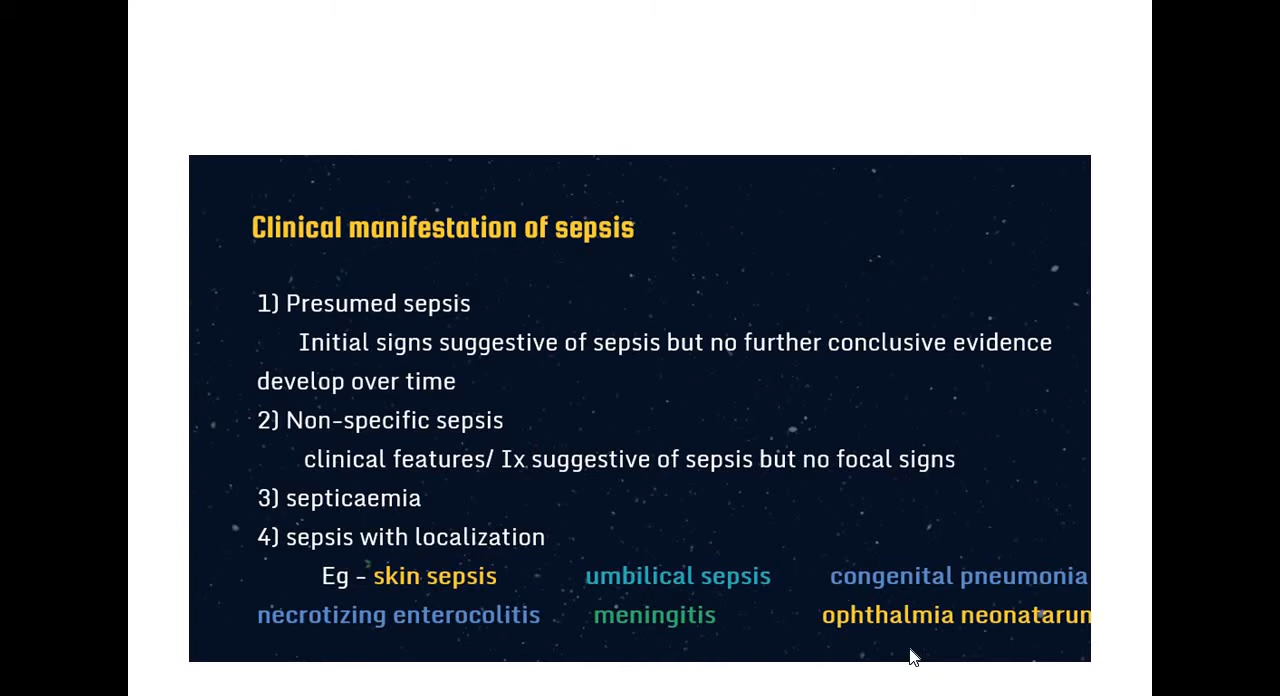 Clinical manifestation of sepsis
1) Presumed sepsis
Initial signs suggestive of sepsis but no further conclusive evidence
develop over time
2) Non-specific sepsis
clinical features/ Ix suggestive of sepsis but no focal signs
3) septicaemia
4) sepsis with localization
Eg - skin sepsis umbilical sepsis congenital pneumonia
necrotizing enterocolitis meningitis ophthalmia